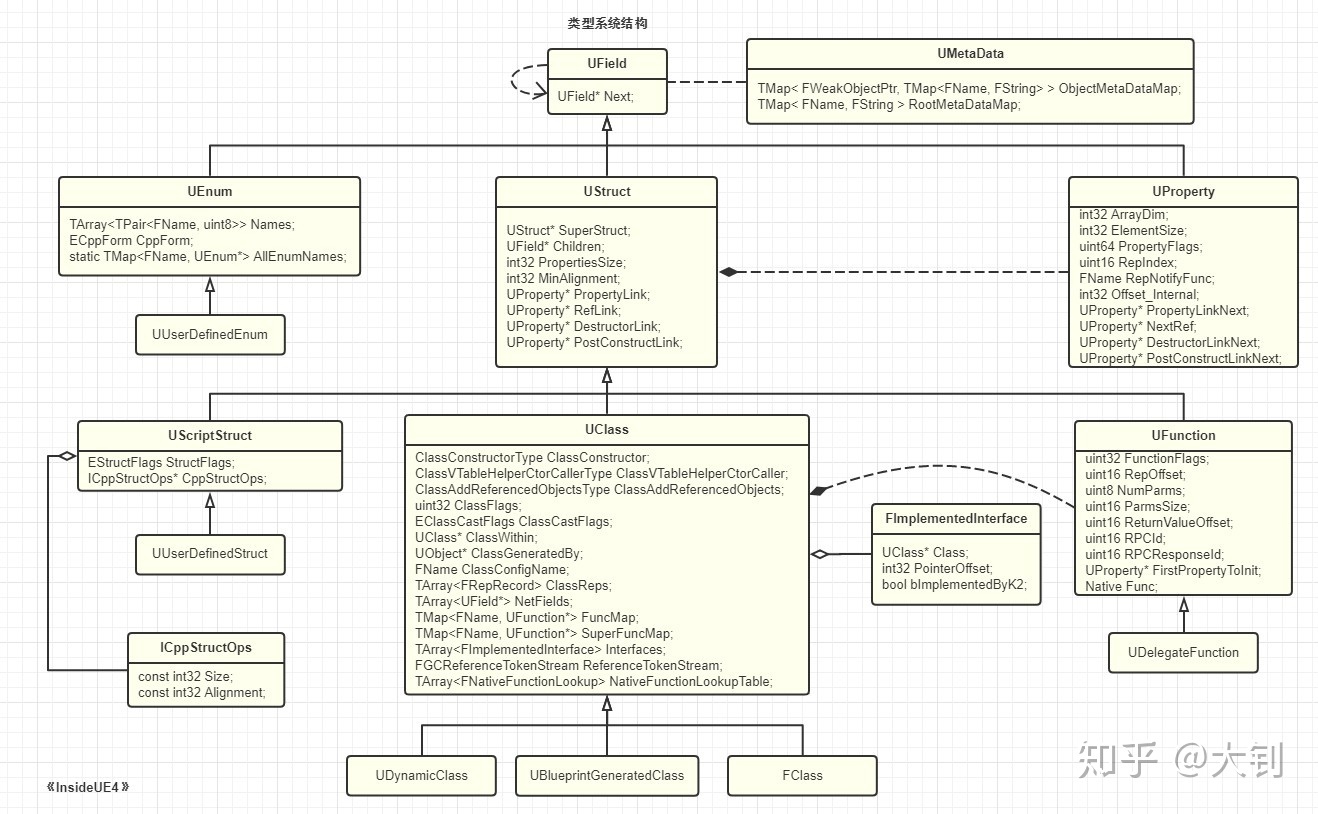 类型系统结构
UField
UField* Next;
UMetaData
TMap< FWeakObjectPtr, TMap<FName, FString> > ObjectMetaDataMap;
TMap< FName, FString > RootMetaDataMap;
UEnum
TArray<TPair<FName, uint8>> Names;
ECppForm CppForm;
static TMap<FName, UEnum*> AllEnumNames;
UUserDefinedEnum
UStruct
UStruct* SuperStruct;
UField* Children;
int32 PropertiesSize;
int32 MinAlignment;
UProperty* PropertyLink;
UProperty* RefLink;
UProperty* DestructorLink;
UProperty* PostConstructLink;
UProperty
int32 ArrayDim;
int32 ElementSize;
uint64 PropertyFlags;
uint16 RepIndex;
FName RepNotifyFunc;
int32 Offset_Internal;
UProperty* PropertyLinkNext;
UProperty* NextRef;
UProperty* DestructorLinkNext;
UProperty* PostConstructLinkNext;
UScriptStruct
EStructFlags StructFlags;
ICppStructOps* CppStructOps;
UUserDefinedStruct
ICppStructOps
const int32 Size;
const int32 Alignment;
UClass
ClassConstructorType ClassConstructor;
ClassVTableHelperCtorCallerType ClassVTableHelperCtorCaller;
ClassAddReferencedObjectsType ClassAddReferencedObjects;
uint32 ClassFlags;
EClassCastFlags ClassCastFlags;
UClass* ClassWithin;
UObject* ClassGeneratedBy;
FName ClassConfigName;
TArray<FRepRecord> ClassReps;
TArray<UField*> NetFields;
TMap<FName, UFunction*> FuncMap;
TMap<FName, UFunction*> SuperFuncMap;
TArray<FImplementedInterface> Interfaces;
FGCReferenceTokenStream ReferenceTokenStream;
TArray<FNativeFunctionLookup> NativeFunctionLookupTable;
FImplementedInterface
UClass* Class;
int32 PointerOffset;
bool bImplementedByK2;
UFunction
uint32 FunctionFlags;
uint16 RepOffset;
uint8 NumParms;
uint16 ParmsSize;
uint16 ReturnValueOffset;
uint16 RPCId;
uint16 RPCResponseId;
UProperty* FirstPropertyToInit;
Native Func;
UDelegateFunction
UDynamicClass
UBlueprintGeneratedClass
FClass
《InsideUE4》
知乎 @大钊